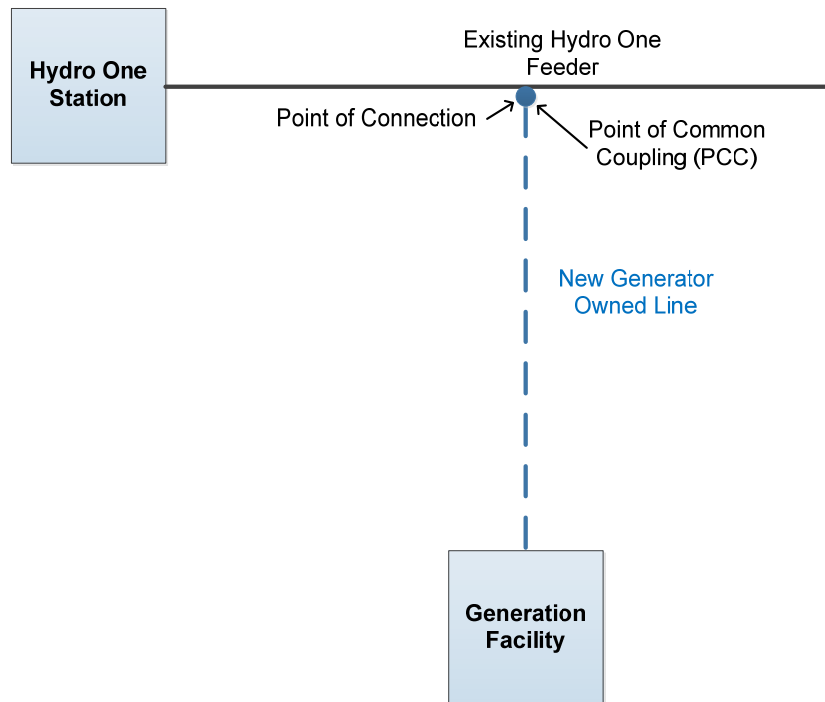 Hydro One
Station
Existing Hydro One
Feeder
Point of Connection
Point of Common
Coupling (PCC)
New Generator
Owned Line
Generation
Facility